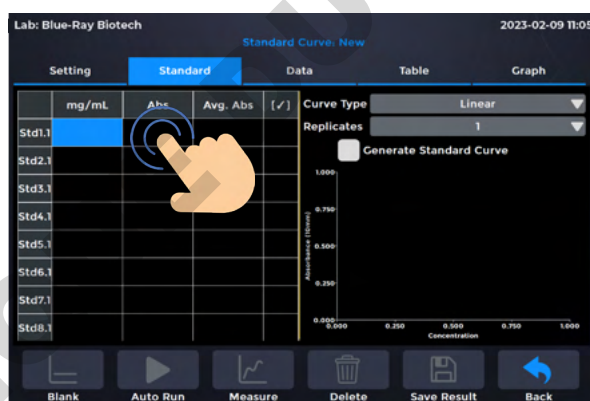 Lab: Blue-Ray Biotech 2023-02-09 11:05
Standard Curve: New
Setting Standard Data Table Graph
mg/mL Abs Avg. Abs [✓] Curve Type Linear
Std1.1 Replicates 1
Std2.1 Generate Standard Curve
Std3.1
Std4.1
Std5.1
Std6.1
Std7.1
Std8.1
Absorbance (10mm)
1.000
0.750
0.500
0.250
0.000
0.000 0.250 0.500 0.750 1.000
Concentration
Blank Auto Run Measure Delete Save Result Back